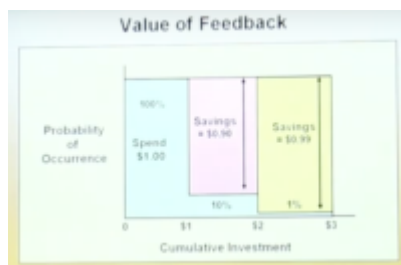 Value of Feedback
Probability
of
Occurrence
100%
Spend
$1.00
Savings
= $0.90
Savings
= $0.99
10%
1%
0
$1
$2
$3
Cumulative Investment